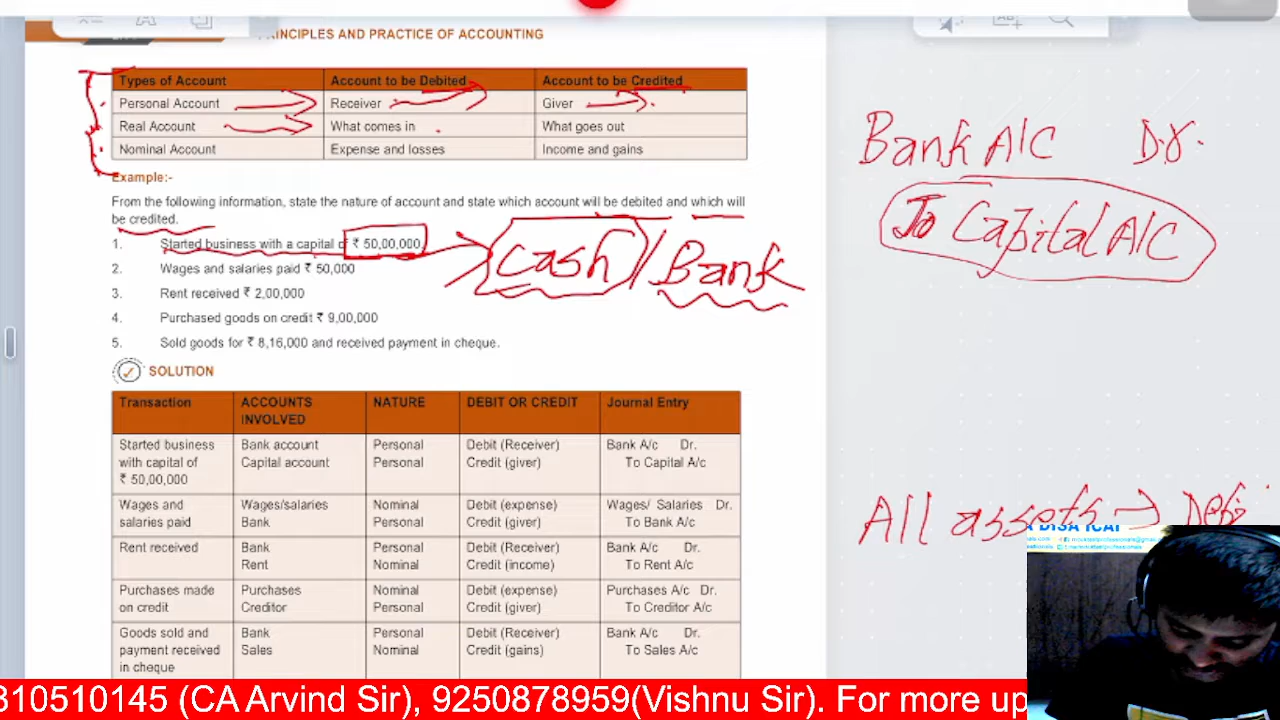 PRINCIPLES AND PRACTICE OF ACCOUNTING
Types of Account Account to be Debited Account to be Credited
Personal Account Receiver Giver
Real Account What comes in What goes out
Nominal Account Expense and losses Income and gains
Example:-
From the following information, state the nature of account and state which account will be debited and which will
be credited.
1. Started business with a capital of ₹ 50,00,000
2. Wages and salaries paid ₹ 50,000
3. Rent received ₹ 2,00,000
4. Purchased goods on credit ₹ 9,00,000
5. Sold goods for ₹ 8,16,000 and received payment in cheque.
Cash / Bank
SOLUTION
Transaction ACCOUNTS INVOLVED NATURE DEBIT OR CREDIT Journal Entry
Started business Bank account Personal Debit (Receiver) Bank A/c Dr.
with capital of Capital account Personal Credit (giver) To Capital A/c
₹ 50,00,000
Wages and Wages/salaries Nominal Debit (expense) Wages/ Salaries Dr.
salaries paid Bank Personal Credit (giver) To Bank A/c
Rent received Bank Personal Debit (Receiver) Bank A/c Dr.
Rent Nominal Credit (income) To Rent A/c
Purchases made Purchases Nominal Debit (expense) Purchases A/c Dr.
on credit Creditor Personal Credit (giver) To Creditor A/c
Goods sold and Bank Personal Debit (Receiver) Bank A/c Dr.
payment received Sales Nominal Credit (gains) To Sales A/c
in cheque
Bank A/C D.r.
To Capital A/C
All assets → Debi
DISA ICAI
310510145 (CA Arvind Sir), 9250878959(Vishnu Sir). For more up